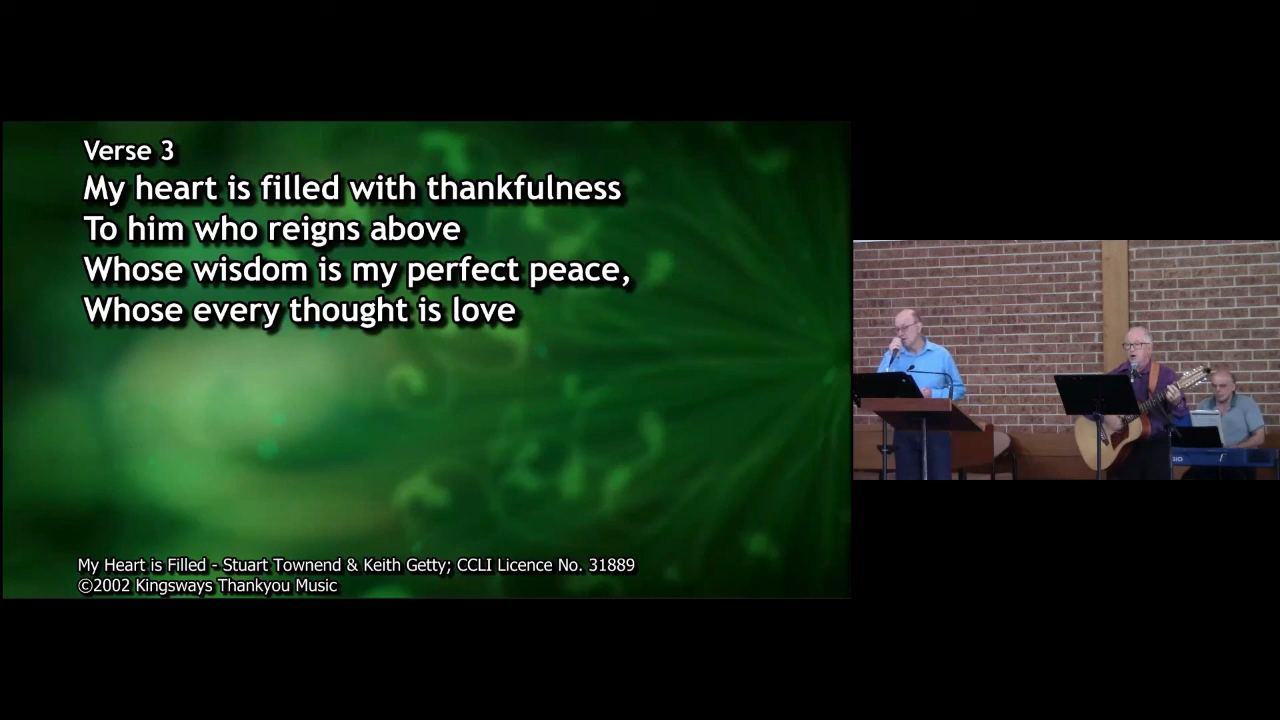 Verse 3
My heart is filled with thankfulness
To him who reigns above
Whose wisdom is my perfect peace,
Whose every thought is love
My Heart is Filled - Stuart Townend & Keith Getty; CCLI Licence No. 31889
©2002 Kingsways Thankyou Music